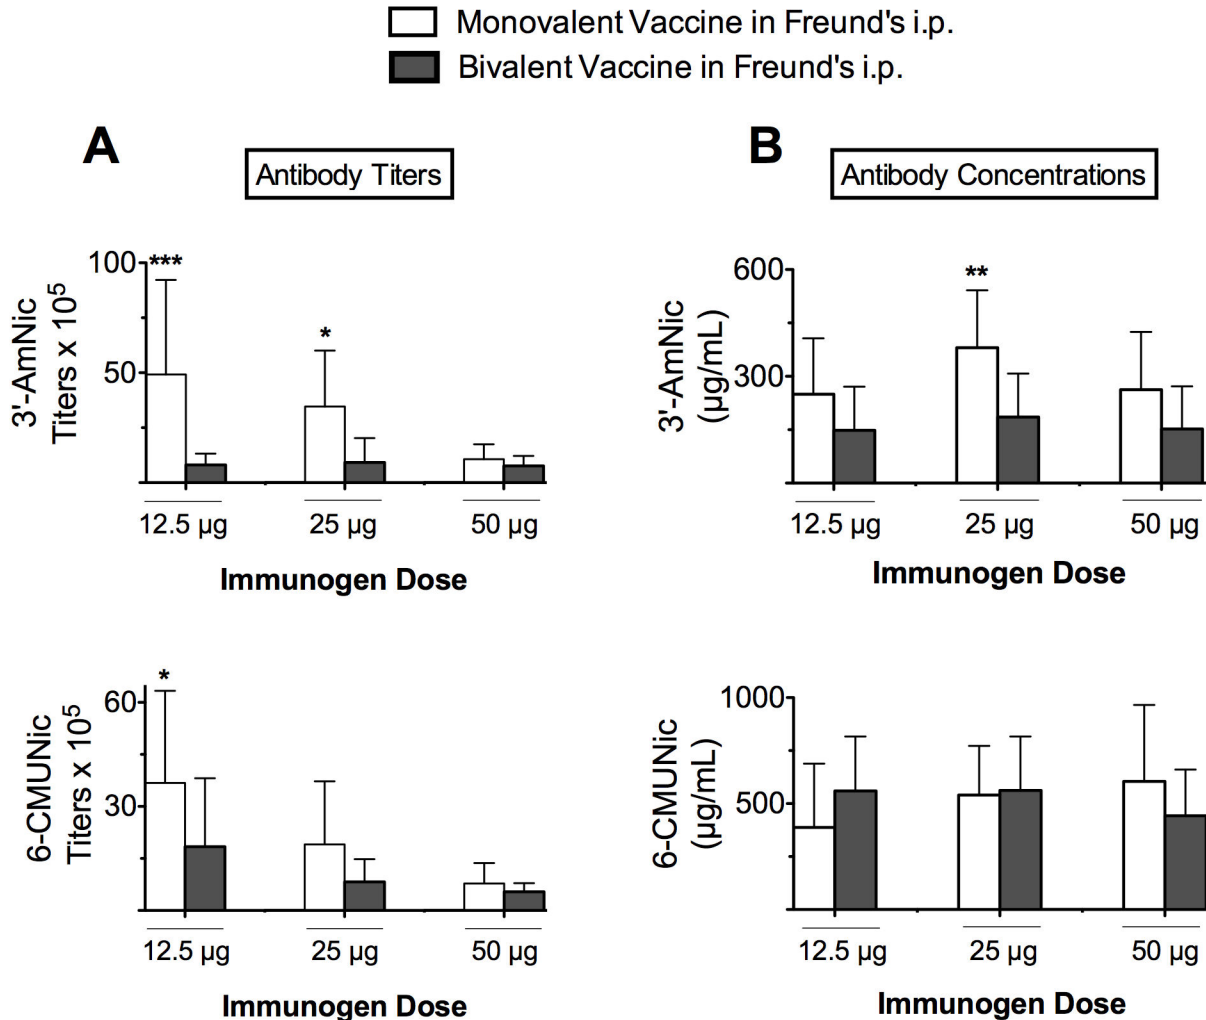 Monovalent Vaccine in Freund's i.p.
Bivalent Vaccine in Freund's i.p.
A
Antibody Titers
3'-AmNic
Titers x 10⁵
100
50
***
*
12.5 µg
25 µg
50 µg
Immunogen Dose
B
Antibody Concentrations
3'-AmNic
(µg/mL)
600
300
**
12.5 µg
25 µg
50 µg
Immunogen Dose
6-CMUNic
Titers x 10⁵
60
30
*
12.5 µg
25 µg
50 µg
Immunogen Dose
6-CMUNic
(µg/mL)
1000
500
12.5 µg
25 µg
50 µg
Immunogen Dose